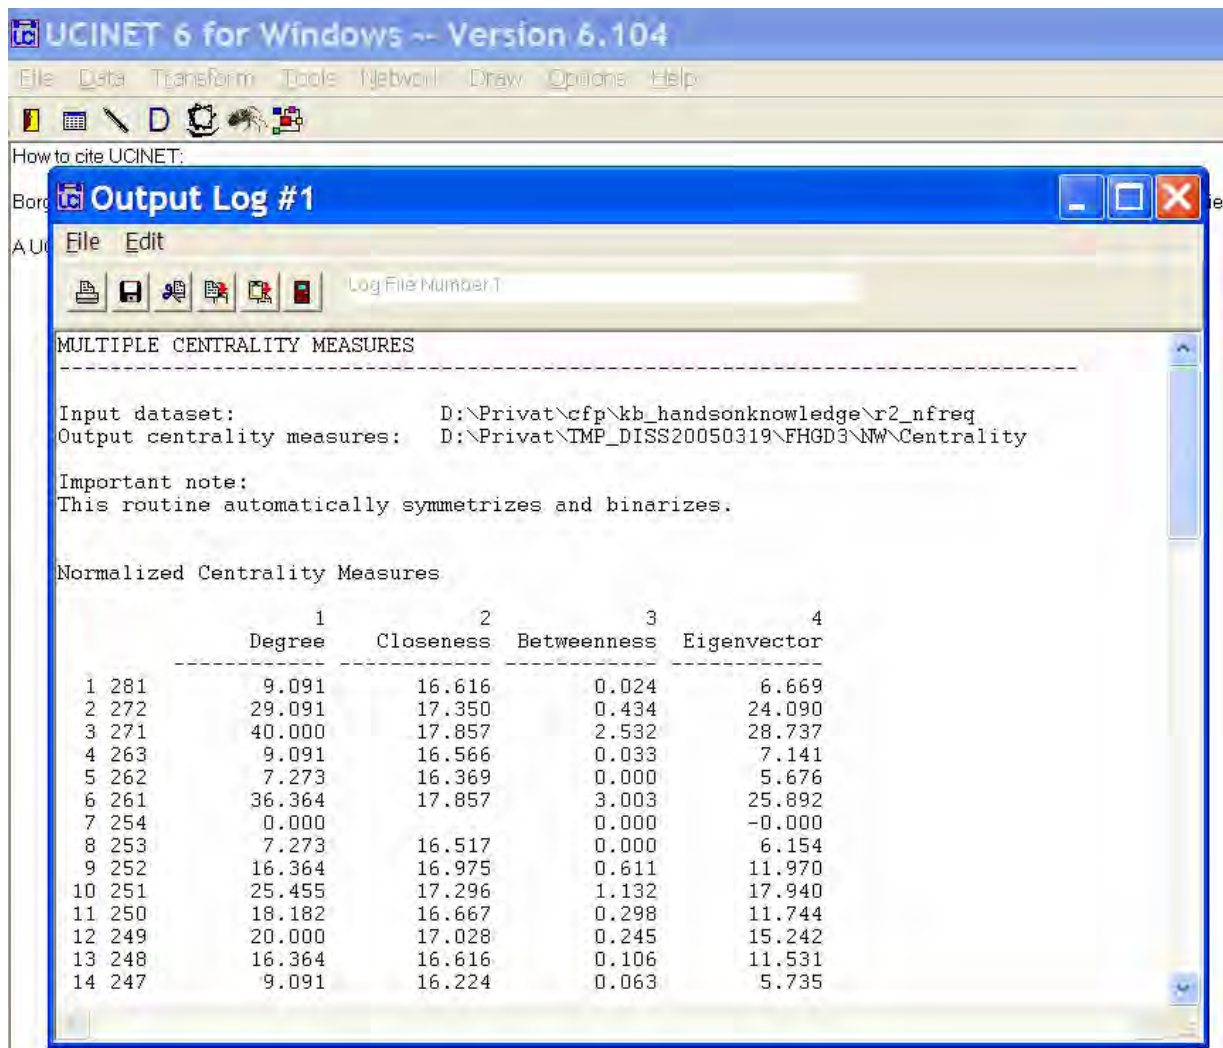 UCINET 6 for Windows -- Version 6.104
File Data Transform Tools Network Draw Options Help
D
How to cite UCINET:
Borg
A UC
Output Log #1
ie
File Edit
Log File Number 1
MULTIPLE CENTRALITY MEASURES
--------------------------------------------------------------------------------
Input dataset: D:\Privat\cfp\kb_handsonknowledge\r2_nfreq
Output centrality measures: D:\Privat\TMP_DISS20050319\FHGD3\NW\Centrality
Important note:
This routine automatically symmetrizes and binarizes.
Normalized Centrality Measures
1 2 3 4
Degree Closeness Betweenness Eigenvector
------------ ------------ ------------ ------------
1 281 9.091 16.616 0.024 6.669
2 272 29.091 17.350 0.434 24.090
3 271 40.000 17.857 2.532 28.737
4 263 9.091 16.566 0.033 7.141
5 262 7.273 16.369 0.000 5.676
6 261 36.364 17.857 3.003 25.892
7 254 0.000 0.000 -0.000
8 253 7.273 16.517 0.000 6.154
9 252 16.364 16.975 0.611 11.970
10 251 25.455 17.296 1.132 17.940
11 250 18.182 16.667 0.298 11.744
12 249 20.000 17.028 0.245 15.242
13 248 16.364 16.616 0.106 11.531
14 247 9.091 16.224 0.063 5.735